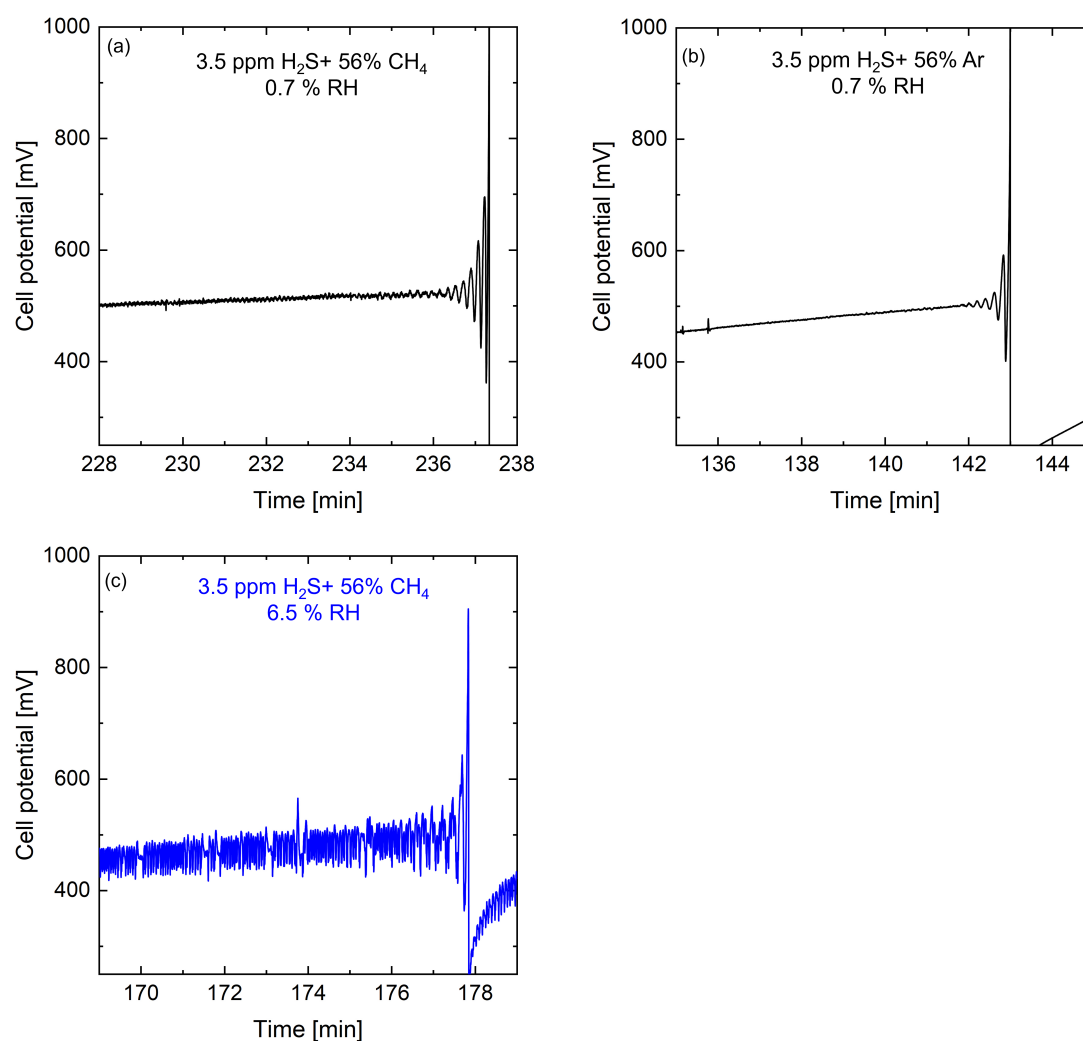 (a)
3.5 ppm H₂S+ 56% CH₄
0.7 % RH
1000
800
600
400
Cell potential [mV]
228 230 232 234 236 238
Time [min]
(b)
3.5 ppm H₂S+ 56% Ar
0.7 % RH
1000
800
600
400
Cell potential [mV]
136 138 140 142 144
Time [min]
(c)
3.5 ppm H₂S+ 56% CH₄
6.5 % RH
1000
800
600
400
Cell potential [mV]
170 172 174 176 178
Time [min]